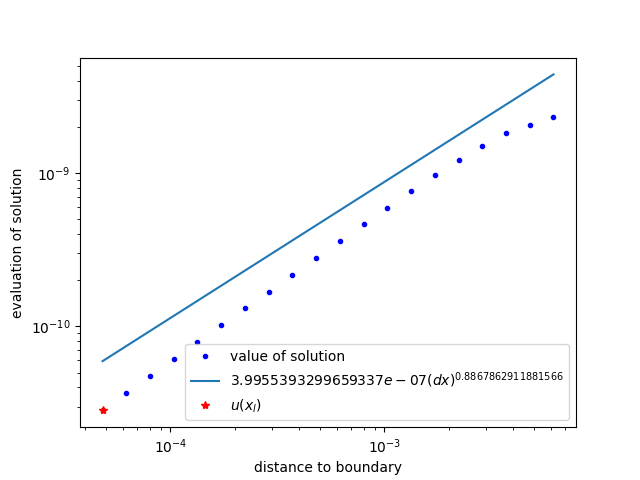 10⁻⁹
10⁻¹⁰
evaluation of solution
value of solution
3.9955393299659337e − 07(dx)^0.8867862911881566
u(x_l)
10⁻⁴
10⁻³
distance to boundary